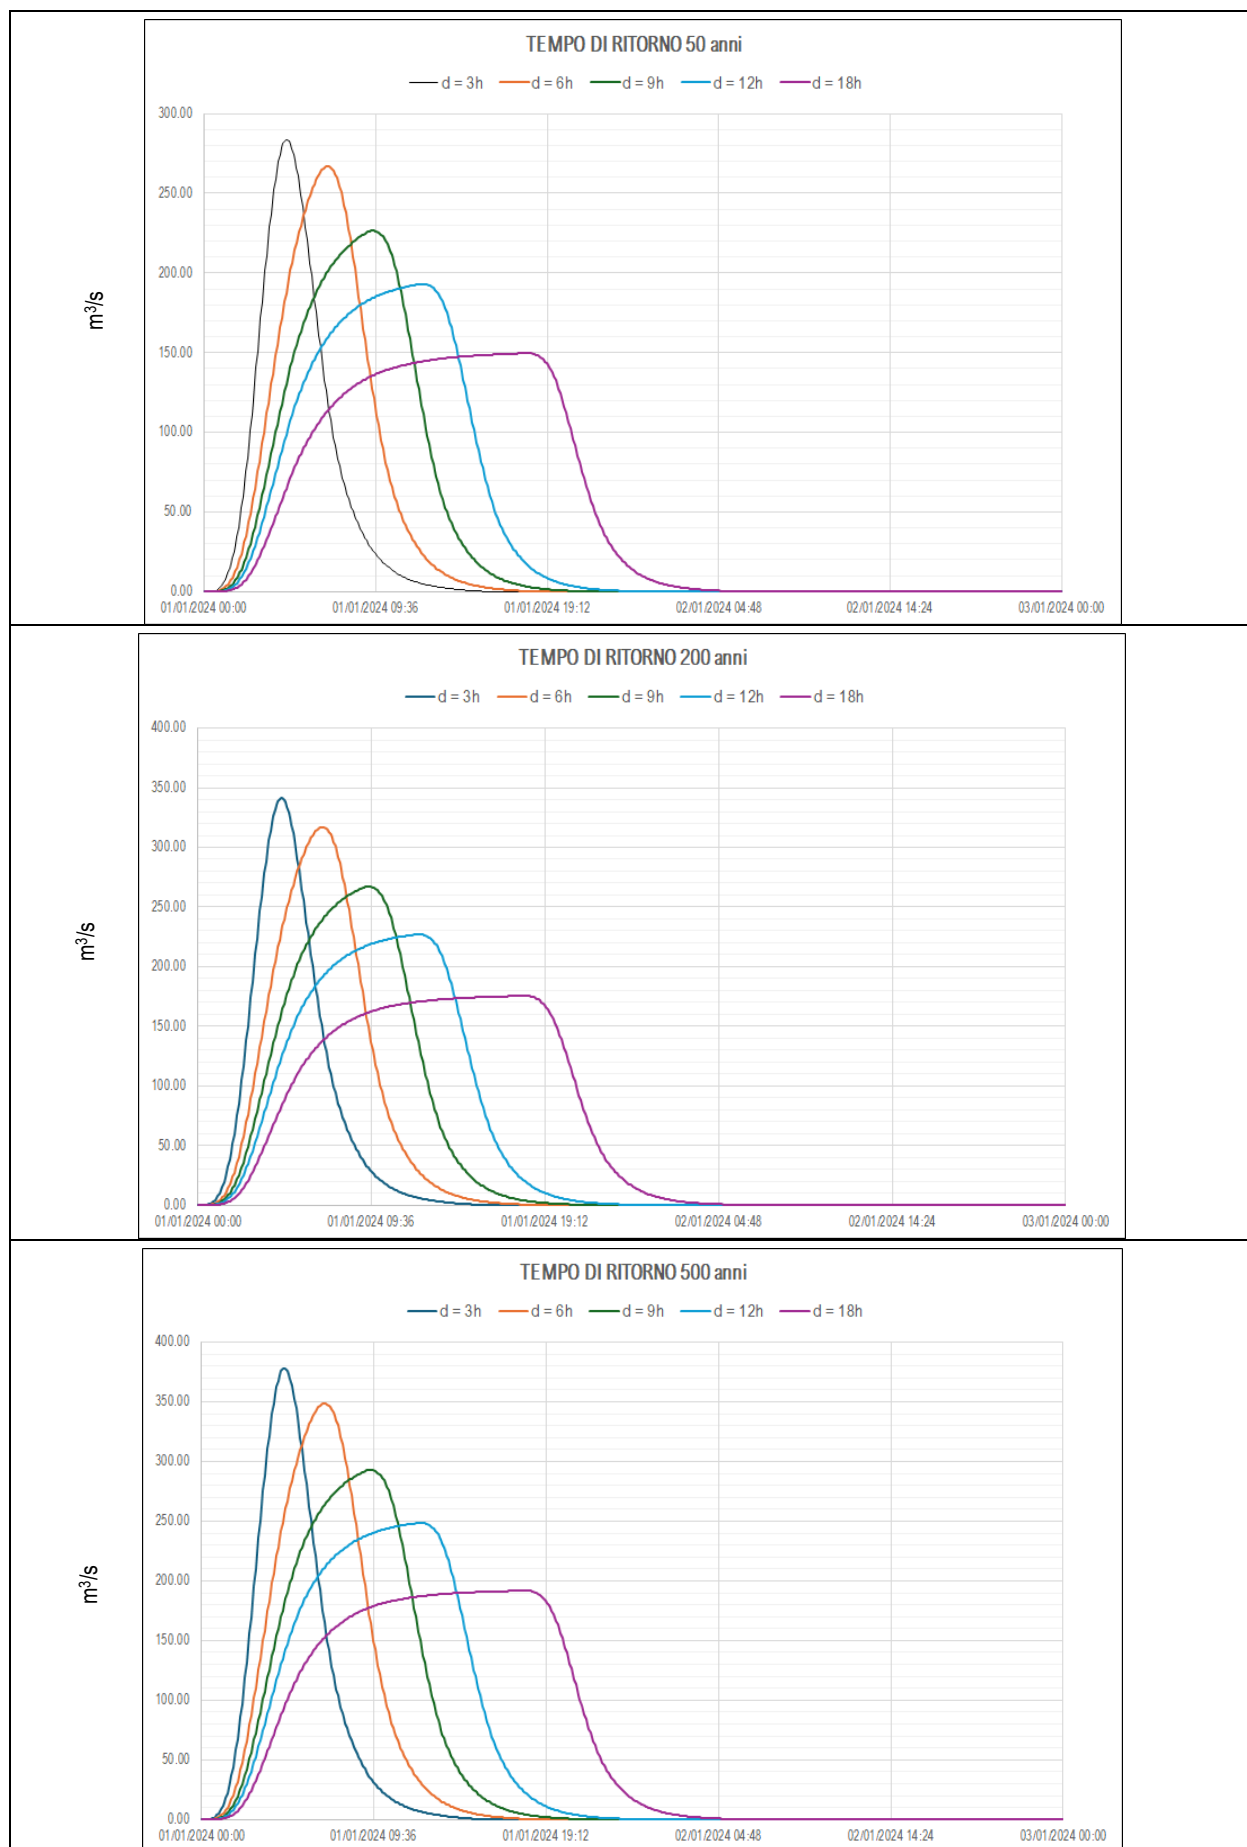 TEMPO DI RITORNO 50 anni
d = 3h d = 6h d = 9h d = 12h d = 18h
300.00
250.00
200.00
150.00
100.00
50.00
0.00
m³/s
01/01/2024 00:00 01/01/2024 09:36 01/01/2024 19:12 02/01/2024 04:48 02/01/2024 14:24 03/01/2024 00:00
TEMPO DI RITORNO 200 anni
d = 3h d = 6h d = 9h d = 12h d = 18h
400.00
350.00
300.00
250.00
200.00
150.00
100.00
50.00
0.00
m³/s
01/01/2024 00:00 01/01/2024 09:36 01/01/2024 19:12 02/01/2024 04:48 02/01/2024 14:24 03/01/2024 00:00
TEMPO DI RITORNO 500 anni
d = 3h d = 6h d = 9h d = 12h d = 18h
400.00
350.00
300.00
250.00
200.00
150.00
100.00
50.00
0.00
m³/s
01/01/2024 00:00 01/01/2024 09:36 01/01/2024 19:12 02/01/2024 04:48 02/01/2024 14:24 03/01/2024 00:00